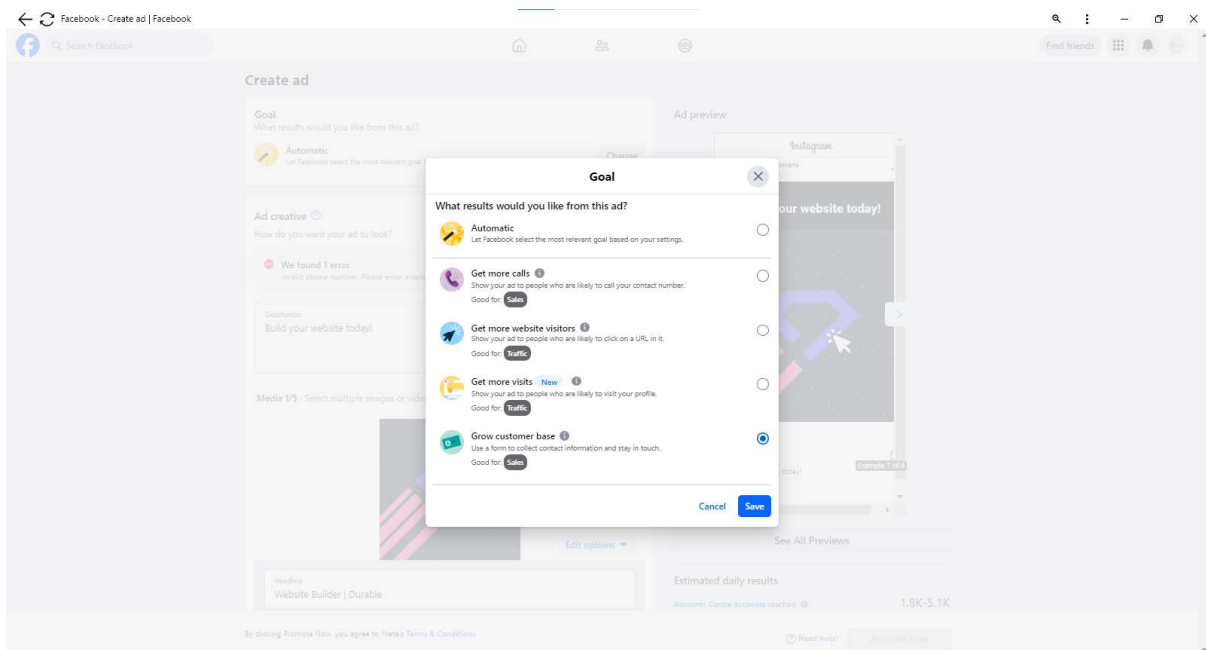 Facebook - Create ad | Facebook
Search Facebook
Find friends
Create ad
Goal
What results would you like from this ad?
Automatic
Let Facebook select the most relevant goal
Change
Ad creative
How do you want your ad to look?
We found 1 error
Invalid phone number: Please enter a valid
Description
Build your website today!
Media 1/5 · Select multiple images or vide
Edit options
Headline
Website Builder | Durable
By clicking Promote Now, you agree to Meta's Terms & Conditions
Goal
What results would you like from this ad?
Automatic
Let Facebook select the most relevant goal based on your settings.
Get more calls
Show your ad to people who are likely to call your contact number.
Good for: Sales
Get more website visitors
Show your ad to people who are likely to click on a URL in it.
Good for: Traffic
Get more visits New
Show your ad to people who are likely to visit your profile.
Good for: Traffic
Grow customer base
Use a form to collect contact information and stay in touch.
Good for: Sales
Cancel Save
Ad preview
Instagram
our website today!
today!
Example 1 of 3
See All Previews
Estimated daily results
Accounts Centre accounts reached 1.8K-5.1K
Need help?